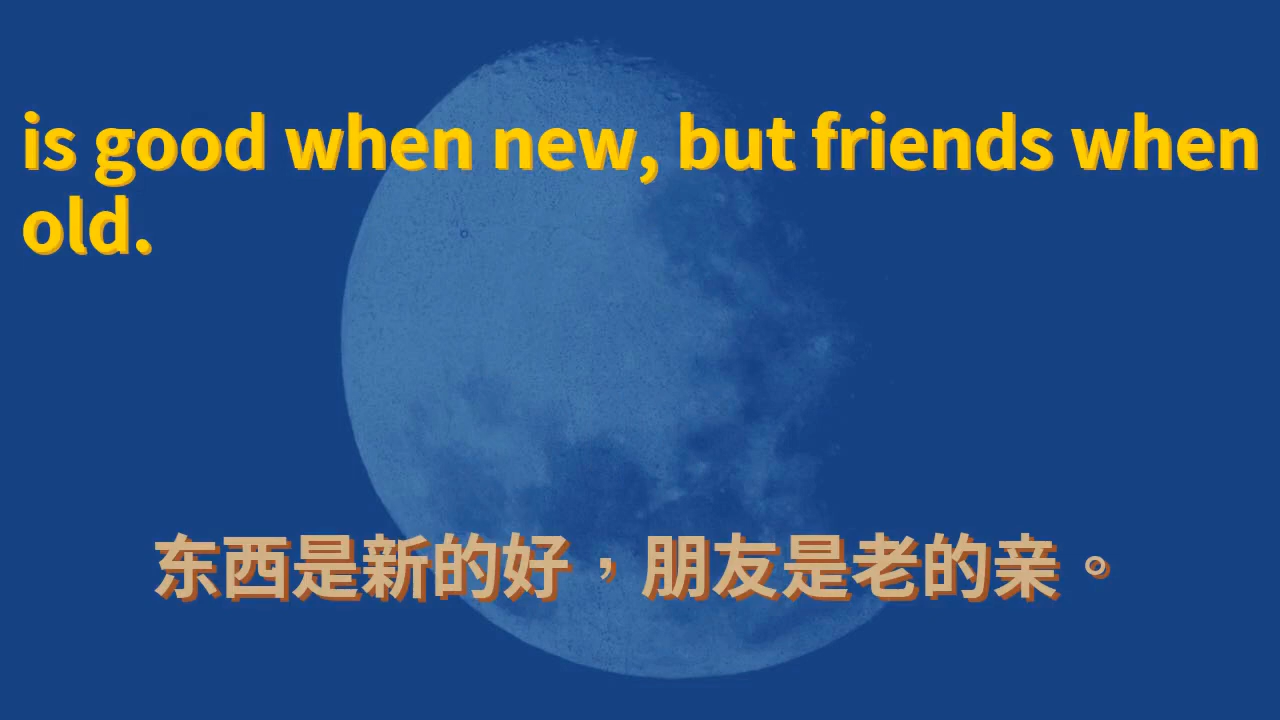 is good when new, but friends when
old.
东西是新的好，朋友是老的亲。